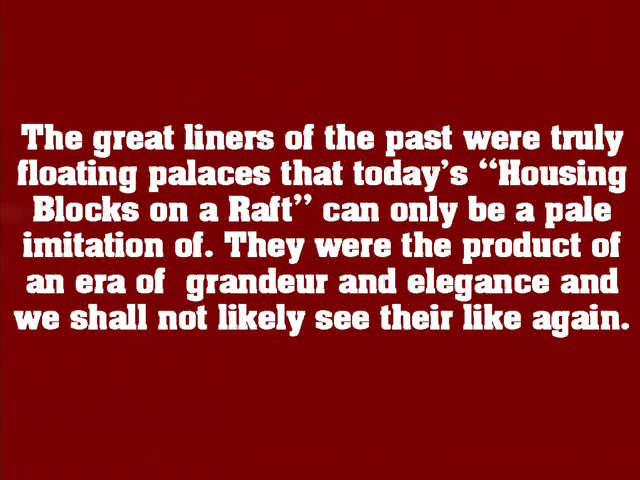 The great liners of the past were truly
floating palaces that today's “Housing
Blocks on a Raft” can only be a pale
imitation of. They were the product of
an era of  grandeur and elegance and
we shall not likely see their like again.